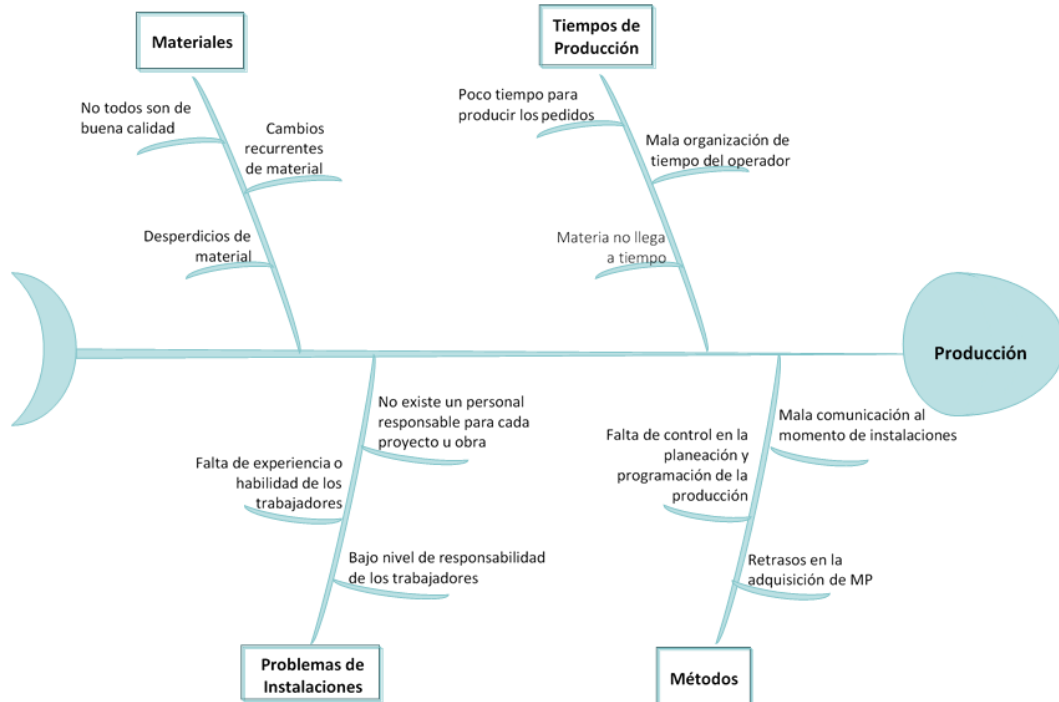 Materiales
Tiempos de
Producción
No todos son de
buena calidad
Cambios
recurrentes
de material
Desperdicios de
material
Poco tiempo para
producir los pedidos
Mala organización de
tiempo del operador
Materia no llega
a tiempo
Producción
No existe un personal
responsable para cada
proyecto u obra
Falta de experiencia o
habilidad de los
trabajadores
Bajo nivel de responsabilidad
de los trabajadores
Mala comunicación al
momento de instalaciones
Falta de control en la
planeación y
programación de la
producción
Retrasos en la
adquisición de MP
Problemas de
Instalaciones
Métodos